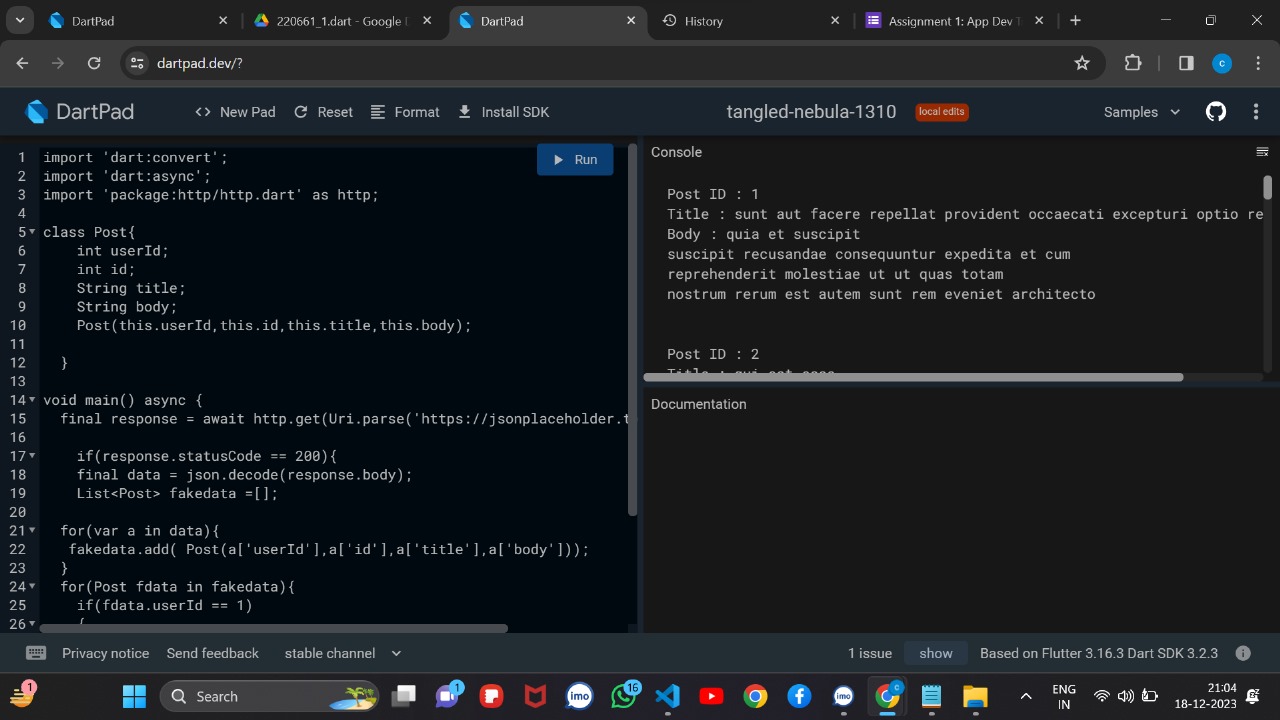 DartPad
220661_1.dart - Google D
DartPad
History
Assignment 1: App Dev T
dartpad.dev/?
c
DartPad
New Pad
Reset
Format
Install SDK
tangled-nebula-1310
local edits
Samples
1 import 'dart:convert';
2 import 'dart:async';
3 import 'package:http/http.dart' as http;
4
5 class Post{
6 int userId;
7 int id;
8 String title;
9 String body;
10 Post(this.userId,this.id,this.title,this.body);
11
12 }
13
14 void main() async {
15 final response = await http.get(Uri.parse('https://jsonplaceholder.t
16
17 if(response.statusCode == 200){
18 final data = json.decode(response.body);
19 List<Post> fakedata =[];
20
21 for(var a in data){
22 fakedata.add( Post(a['userId'],a['id'],a['title'],a['body']));
23 }
24 for(Post fdata in fakedata){
25 if(fdata.userId == 1)
26 {
Run
Console
Post ID : 1
Title : sunt aut facere repellat provident occaecati excepturi optio re
Body : quia et suscipit
suscipit recusandae consequuntur expedita et cum
reprehenderit molestiae ut ut quas totam
nostrum rerum est autem sunt rem eveniet architecto
Post ID : 2
Title : qui est esse
Documentation
Privacy notice
Send feedback
stable channel
1 issue
show
Based on Flutter 3.16.3 Dart SDK 3.2.3
1
Search
1
imo
16
imo
c
ENG
IN
21:04
18-12-2023